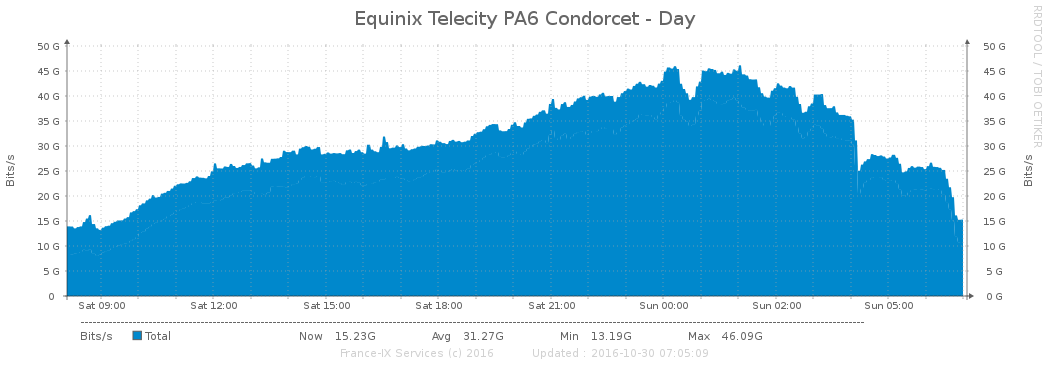 Equinix Telecity PA6 Condorcet - Day
RRDTOOL / TOBI OETIKER
50 G 50 G
45 G 45 G
40 G 40 G
35 G 35 G
30 G 30 G
25 G 25 G
20 G 20 G
15 G 15 G
10 G 10 G
5 G 5 G
0 0 G
Bits/s
Bits/s
Sat 09:00 Sat 12:00 Sat 15:00 Sat 18:00 Sat 21:00 Sun 00:00 Sun 02:00 Sun 05:00
Bits/s Total Now 15.23G Avg 31.27G Min 13.19G Max 46.09G
France-IX Services (c) 2016 Updated : 2016-10-30 07:05:09